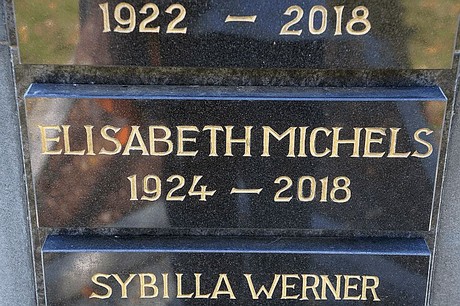 1922 – 2018
ELISABETH MICHELS
1924 – 2018
SYBILLA WERNER